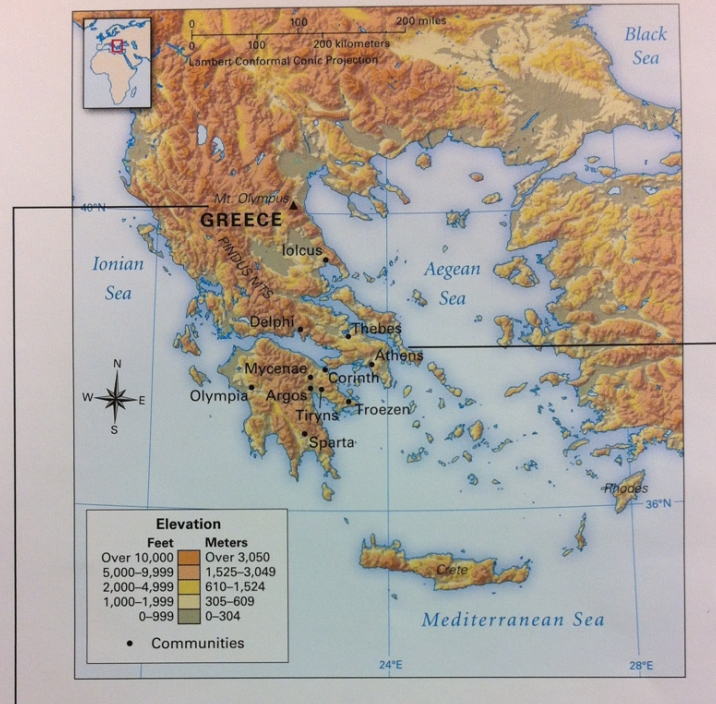 0 100 200 miles
0 100 200 kilometers
Lambert Conformal Conic Projection
Black
Sea
Mt. Olympus
40°N
GREECE
PINDUS MTS
Iolcus
Ionian
Sea
Aegean
Sea
Delphi
Thebes
Athens
Mycenae
Corinth
Olympia
Argos
Tiryns
Troezen
Sparta
N
W E
S
Rhodes
36°N
Elevation
Feet Meters
Over 10,000 Over 3,050
5,000–9,999 1,525–3,049
2,000–4,999 610–1,524
1,000–1,999 305–609
0–999 0–304
• Communities
Crete
Mediterranean Sea
24°E
28°E